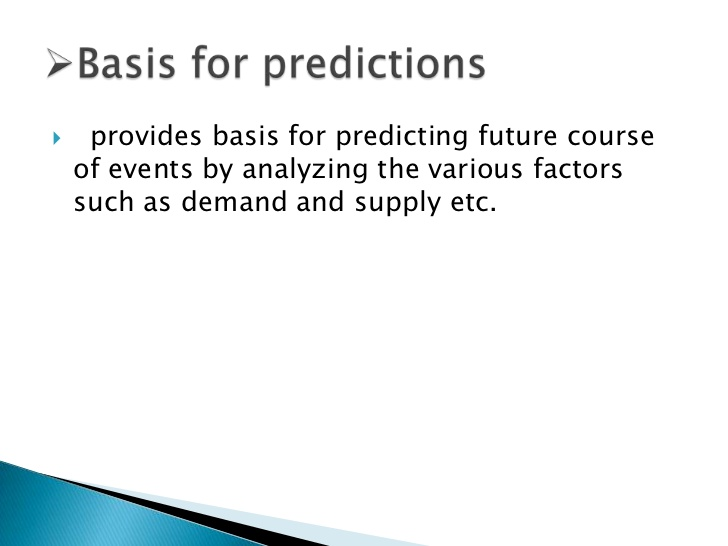 ➢Basis for predictions
provides basis for predicting future course
of events by analyzing the various factors
such as demand and supply etc.